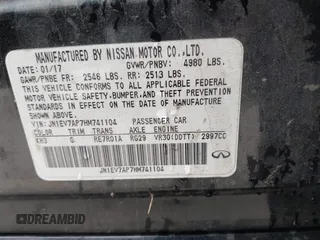 MANUFACTURED BY NISSAN MOTOR CO.,LTD.
DATE: 01/17 GVWR/PNBV: 4980 LBS.
GAWR/PNBE FR: 2546 LBS. RR: 2513 LBS.
THIS VEHICLE CONFORMS TO ALL APPLICABLE
FEDERAL MOTOR VEHICLE
SAFETY,BUMPER,AND THEFT PREVENTION
STANDARDS IN EFFECT ON THE DATE OF MANUFACTURE
SHOWN ABOVE.
VIN: JN1EV7AP7HM741104 PASSENGER CAR
COLOR TRIM TRANS AXLE ENGINE
KH3 G RE7R01A RG29 VR30(DDTT) 2997CC
JN1EV7AP7HM741104
DREAMBID